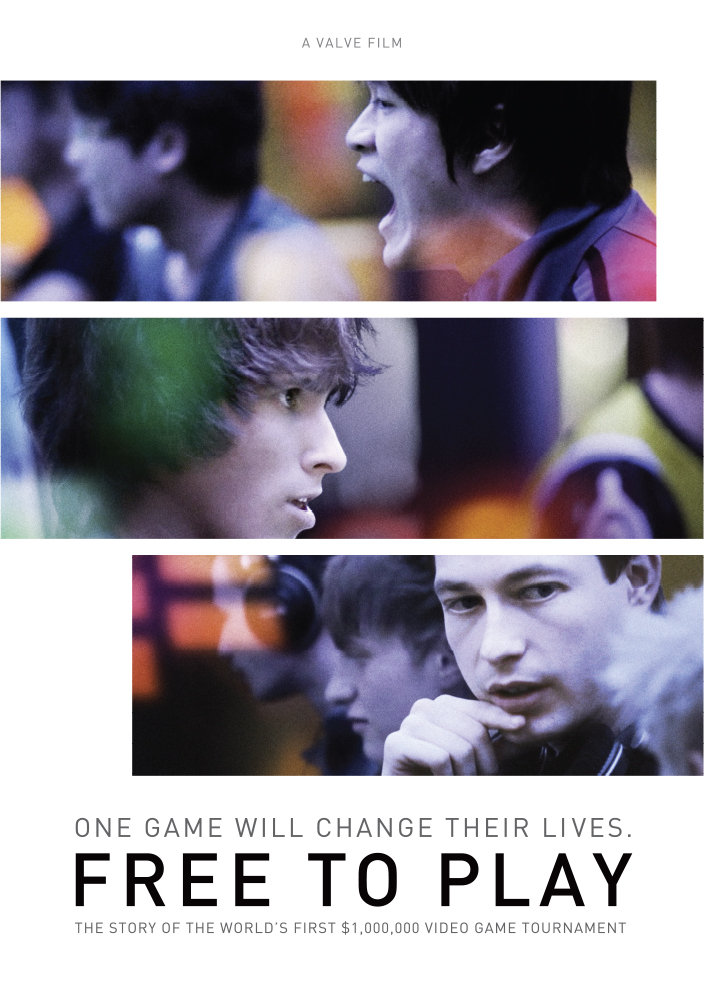 A VALVE FILM
ONE GAME WILL CHANGE THEIR LIVES.
FREE TO PLAY
THE STORY OF THE WORLD'S FIRST $1,000,000 VIDEO GAME TOURNAMENT